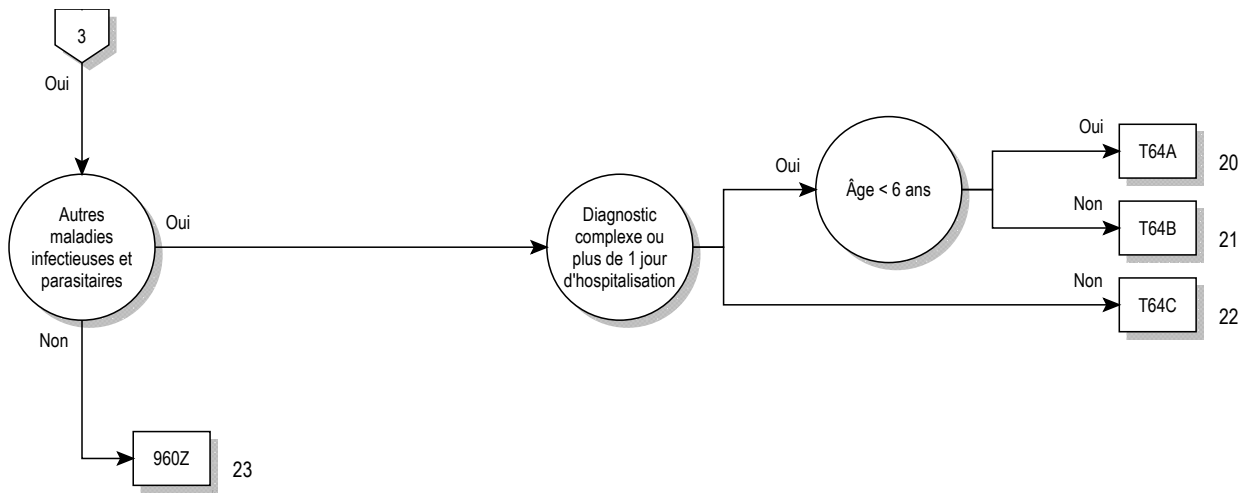 3
Oui
Autres
maladies
infectieuses et
parasitaires
Oui
Non
960Z
23
Diagnostic
complexe ou
plus de 1 jour
d'hospitalisation
Oui
Âge < 6 ans
Oui
T64A
20
Non
T64B
21
Non
T64C
22